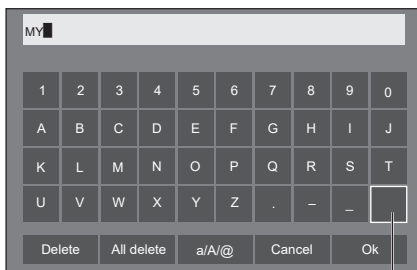 MY
1 2 3 4 5 6 7 8 9 0
A B C D E F G H I J
K L M N O P Q R S T
U V W X Y Z . – _
Delete All delete a/A/@ Cancel Ok